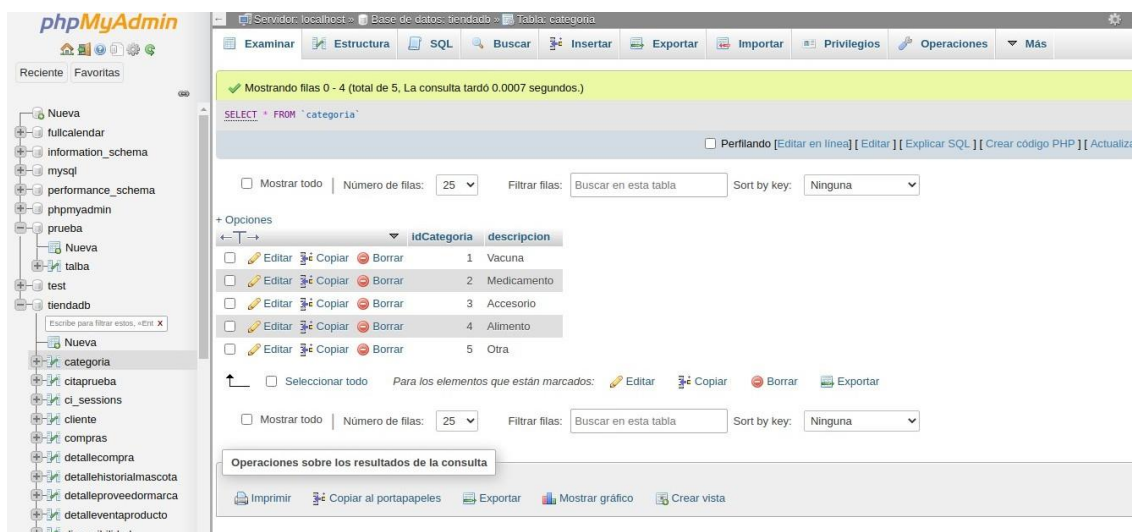 phpMyAdmin
Reciente Favoritas
Nueva
fullcalendar
information_schema
mysql
performance_schema
phpmyadmin
prueba
Nueva
talba
test
tiendadb
Escribe para filtrar estos, «Ent X
Nueva
categoria
citaprueba
ci_sessions
cliente
compras
detallecompra
detallehistorialmascota
detalleproveedormarca
detalleventaproducto
Servidor: localhost » Base de datos: tiendadb » Tabla: categoria
Examinar Estructura SQL Buscar Insertar Exportar Importar Privilegios Operaciones Más
Mostrando filas 0 - 4 (total de 5, La consulta tardó 0.0007 segundos.)
SELECT * FROM `categoria`
Perfilando [Editar en línea] [ Editar ] [ Explicar SQL ] [ Crear código PHP ] [ Actualiza
Mostrar todo | Número de filas: 25 Filtrar filas: Buscar en esta tabla Sort by key: Ninguna
+ Opciones
←T→ idCategoria descripcion
Editar Copiar Borrar 1 Vacuna
Editar Copiar Borrar 2 Medicamento
Editar Copiar Borrar 3 Accesorio
Editar Copiar Borrar 4 Alimento
Editar Copiar Borrar 5 Otra
Seleccionar todo Para los elementos que están marcados: Editar Copiar Borrar Exportar
Mostrar todo | Número de filas: 25 Filtrar filas: Buscar en esta tabla Sort by key: Ninguna
Operaciones sobre los resultados de la consulta
Imprimir Copiar al portapapeles Exportar Mostrar gráfico Crear vista